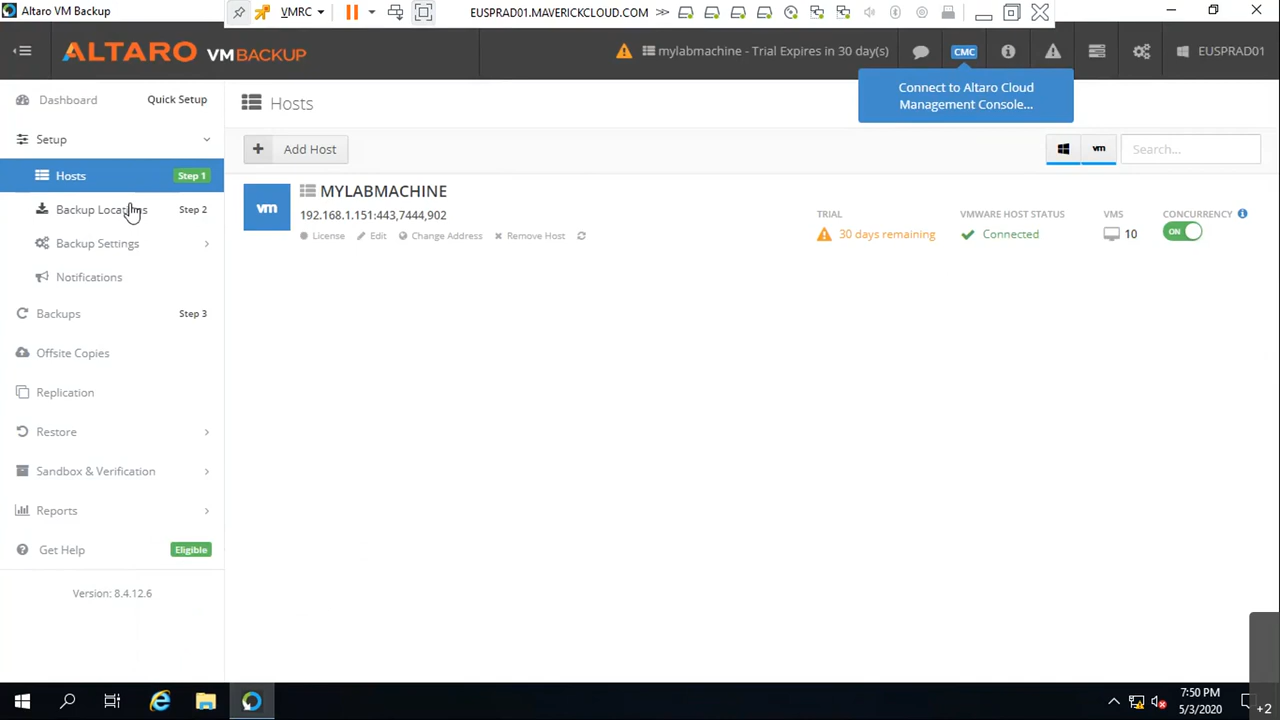 Altaro VM Backup
VMRC
EUSPRAD01.MAVERICKCLOUD.COM
ALTARO VM BACKUP
mylabmachine - Trial Expires in 30 day(s)
CMC
EUSPRAD01
Connect to Altaro Cloud
Management Console...
Dashboard
Quick Setup
Setup
Hosts
Step 1
Backup Locations
Step 2
Backup Settings
Notifications
Backups
Step 3
Offsite Copies
Replication
Restore
Sandbox & Verification
Reports
Get Help
Eligible
Version: 8.4.12.6
Hosts
Add Host
vm
Search...
vm
MYLABMACHINE
192.168.1.151:443,7444,902
License
Edit
Change Address
Remove Host
TRIAL
30 days remaining
VMWARE HOST STATUS
Connected
VMS
10
CONCURRENCY
ON
7:50 PM
5/3/2020
+2